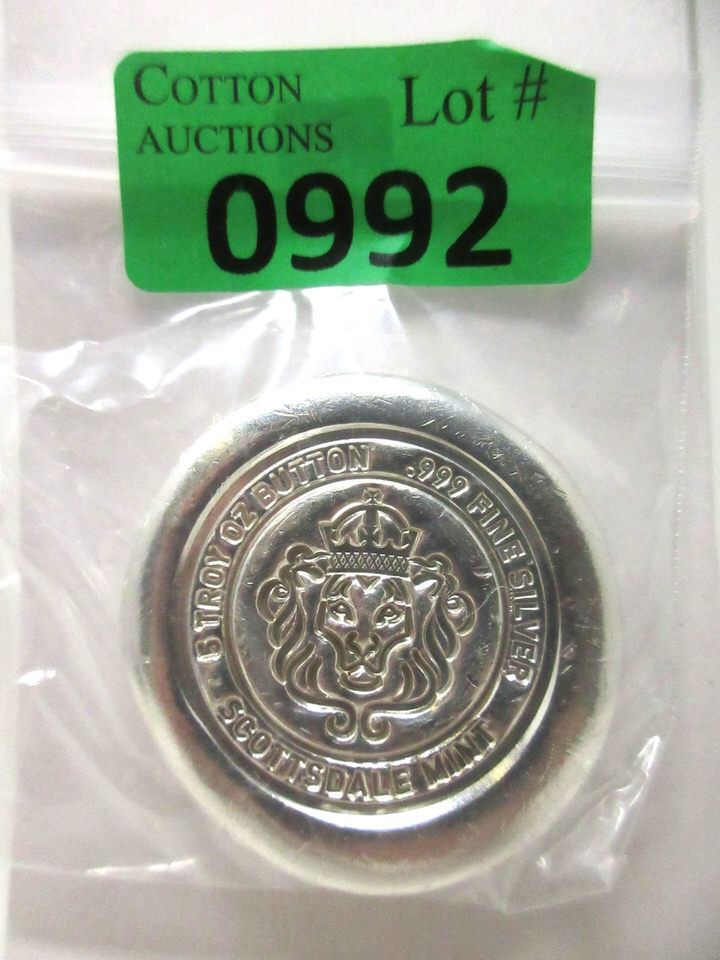 COTTON
AUCTIONS
Lot #
0992
5 TROY OZ BUTTON .999 FINE SILVER
SCOTTSDALE MINT